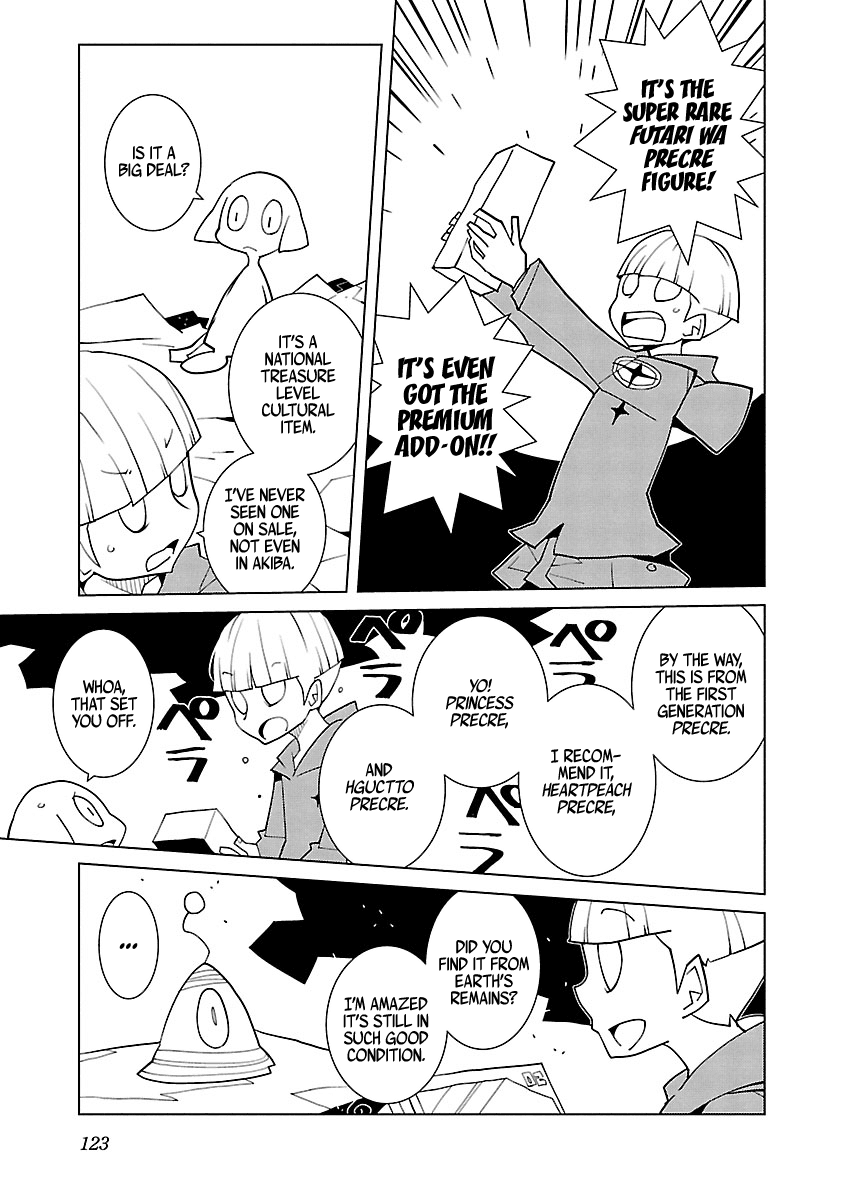 IT'S THE
SUPER RARE
FUTARI WA
PRECRE
FIGURE!
IT'S EVEN
GOT THE
PREMIUM
ADD-ON!!
IS IT A
BIG DEAL?
IT'S A
NATIONAL
TREASURE
LEVEL
CULTURAL
ITEM.
I'VE NEVER
SEEN ONE
ON SALE,
NOT EVEN
IN AKIBA.
BY THE WAY,
THIS IS FROM
THE FIRST
GENERATION
PRECRE.
ペラ
I RECOM-
MEND IT,
HEARTPEACH
PRECRE,
YO!
PRINCESS
PRECRE,
ペラ
ペラ
AND
HGUCTTO
PRECRE.
ペラ
WHOA,
THAT SET
YOU OFF.
DID YOU
FIND IT FROM
EARTH'S
REMAINS?
I'M AMAZED
IT'S STILL IN
SUCH GOOD
CONDITION.
...
123